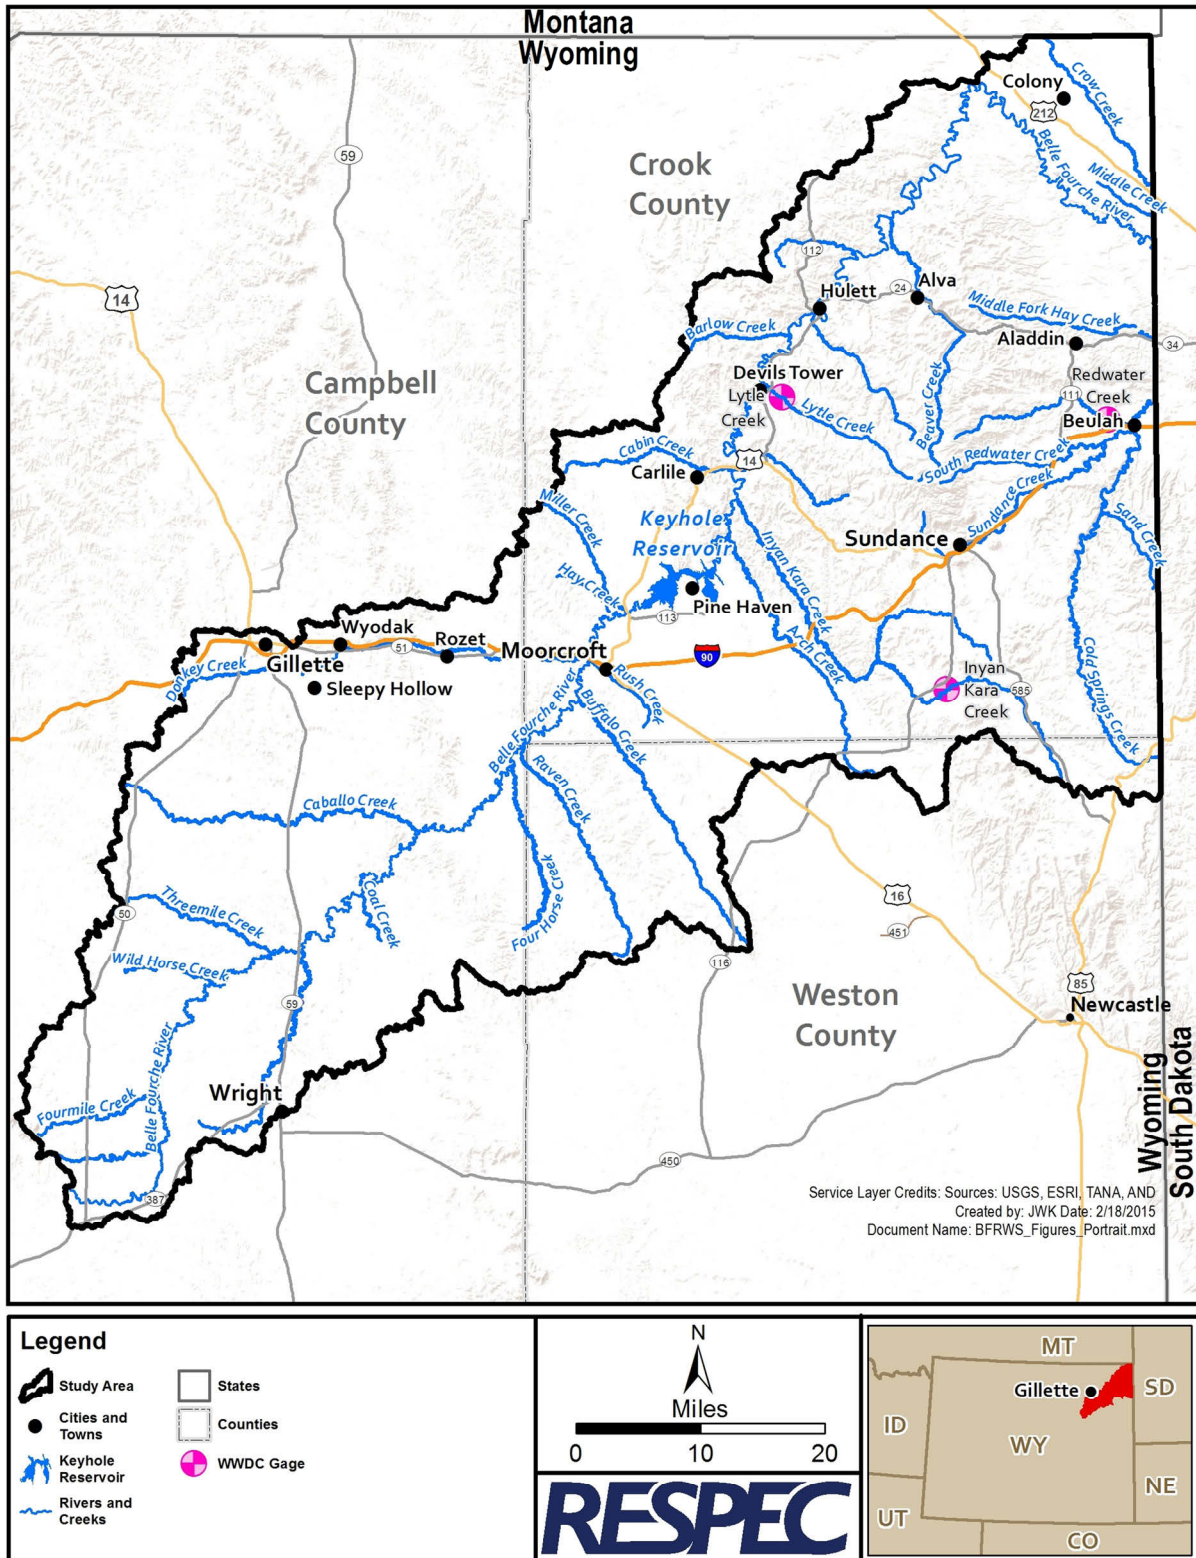 Montana
Wyoming
Colony
Crow Creek
212
59
Belle Fourche River
Middle Creek
Crook
County
112
14
Hulett
24
Alva
Middle Fork Hay Creek
Barlow Creek
Aladdin
34
Campbell
County
Devils Tower
Lytle
Creek
Lytle Creek
Beaver Creek
Redwater
Creek
111
Beulah
Cabin Creek
14
Carlile
South Redwater Creek
Miller Creek
Keyhole
Reservoir
Inyan Kara Creek
Sundance
Sundance Creek
Sand Creek
Hay Creek
Pine Haven
113
Wyodak
Rozet
51
Gillette
Moorcroft
90
Arch Creek
Cold Springs Creek
Donkey Creek
Sleepy Hollow
Rush Creek
Inyan
Kara
Creek
585
Belle Fourche River
Buffalo Creek
Raven Creek
Caballo Creek
Four Horse Creek
Coal Creek
Threemile Creek
50
16
451
Wild Horse Creek
116
59
85
Weston
County
Newcastle
Belle Fourche River
Wright
Fourmile Creek
450
387
Wyoming
South Dakota
Service Layer Credits: Sources: USGS, ESRI, TANA, AND
Created by: JWK Date: 2/18/2015
Document Name: BFRWS_Figures_Portrait.mxd
Legend
Study Area
Cities and
Towns
Keyhole
Reservoir
Rivers and
Creeks
States
Counties
WWDC Gage
N
Miles
0 10 20
RESPEC
MT
Gillette
SD
ID
WY
NE
UT
CO